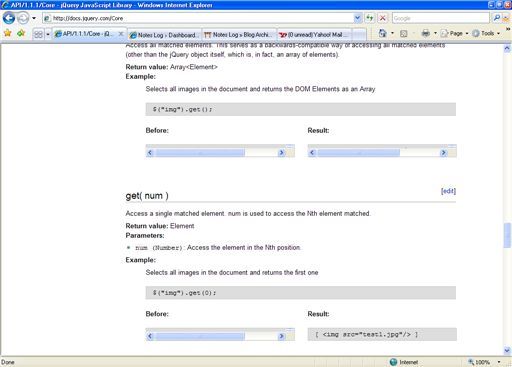 API/1.1.1/Core - jQuery JavaScript Library - Windows Internet Explorer
http://docs.jquery.com/Core
Google
API/1.1.1/Core - jQuery J...
Notes Log » Dashboard...
Notes Log » Blog Archi...
(0 unread) Yahoo! Mail ...
Page
Tools
Access all matched elements. This serves as a backwards-compatible way of accessing all matched elements
(other than the jQuery object itself, which is, in fact, an array of elements).
Return value: Array<Element>
Example:
Selects all images in the document and returns the DOM Elements as an Array
$("img").get();
Before:
Result:
get( num )
[edit]
Access a single matched element. num is used to access the Nth element matched.
Return value: Element
Parameters:
num (Number): Access the element in the Nth position.
Example:
Selects all images in the document and returns the first one
$("img").get(0);
Before:
Result:
[ <img src="test1.jpg"/> ]
Done
Internet
100%